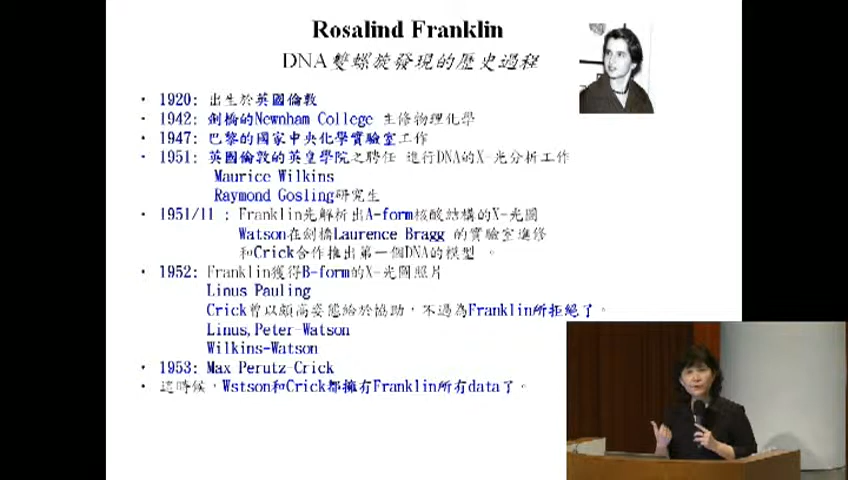 Rosalind Franklin
DNA雙螺旋發現的歷史過程
• 1920: 出生於英國倫敦
• 1942: 劍橋的Newnham College 主修物理化學
• 1947: 巴黎的國家中央化學實驗室工作
• 1951: 英國倫敦的英皇學院之聘任 進行DNA的X-光分析工作
Maurice Wilkins
Raymond Gosling研究生
• 1951/11 : Franklin先解析出A-form核酸結構的X-光圖
Watson在劍橋Laurence Bragg 的實驗室進修
和Crick合作推出第一個DNA的模型 。
• 1952: Franklin獲得B-form的X-光圖照片
Linus Pauling
Crick曾以頗高姿態給於協助，不過為Franklin所拒絕了。
Linus,Peter-Watson
Wilkins-Watson
• 1953: Max Perutz-Crick
• 這時候，Wstson和Crick都擁有Franklin所有data了。